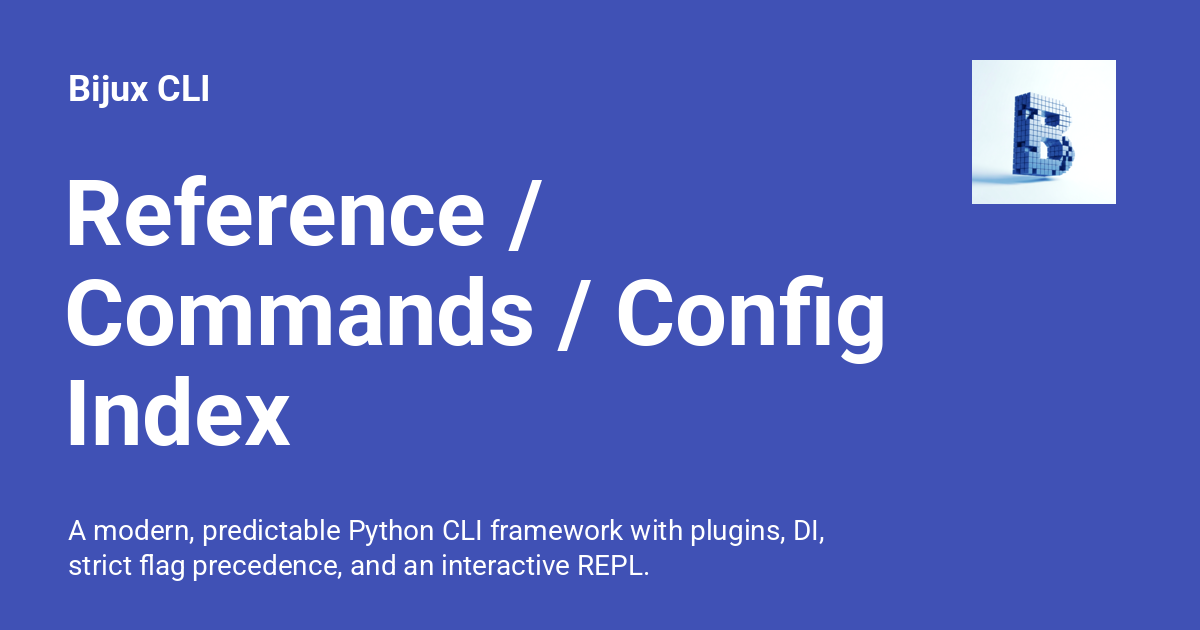 Bijux CLI
Reference /
Commands / Config
Index
A modern, predictable Python CLI framework with plugins, DI,
strict flag precedence, and an interactive REPL.
B